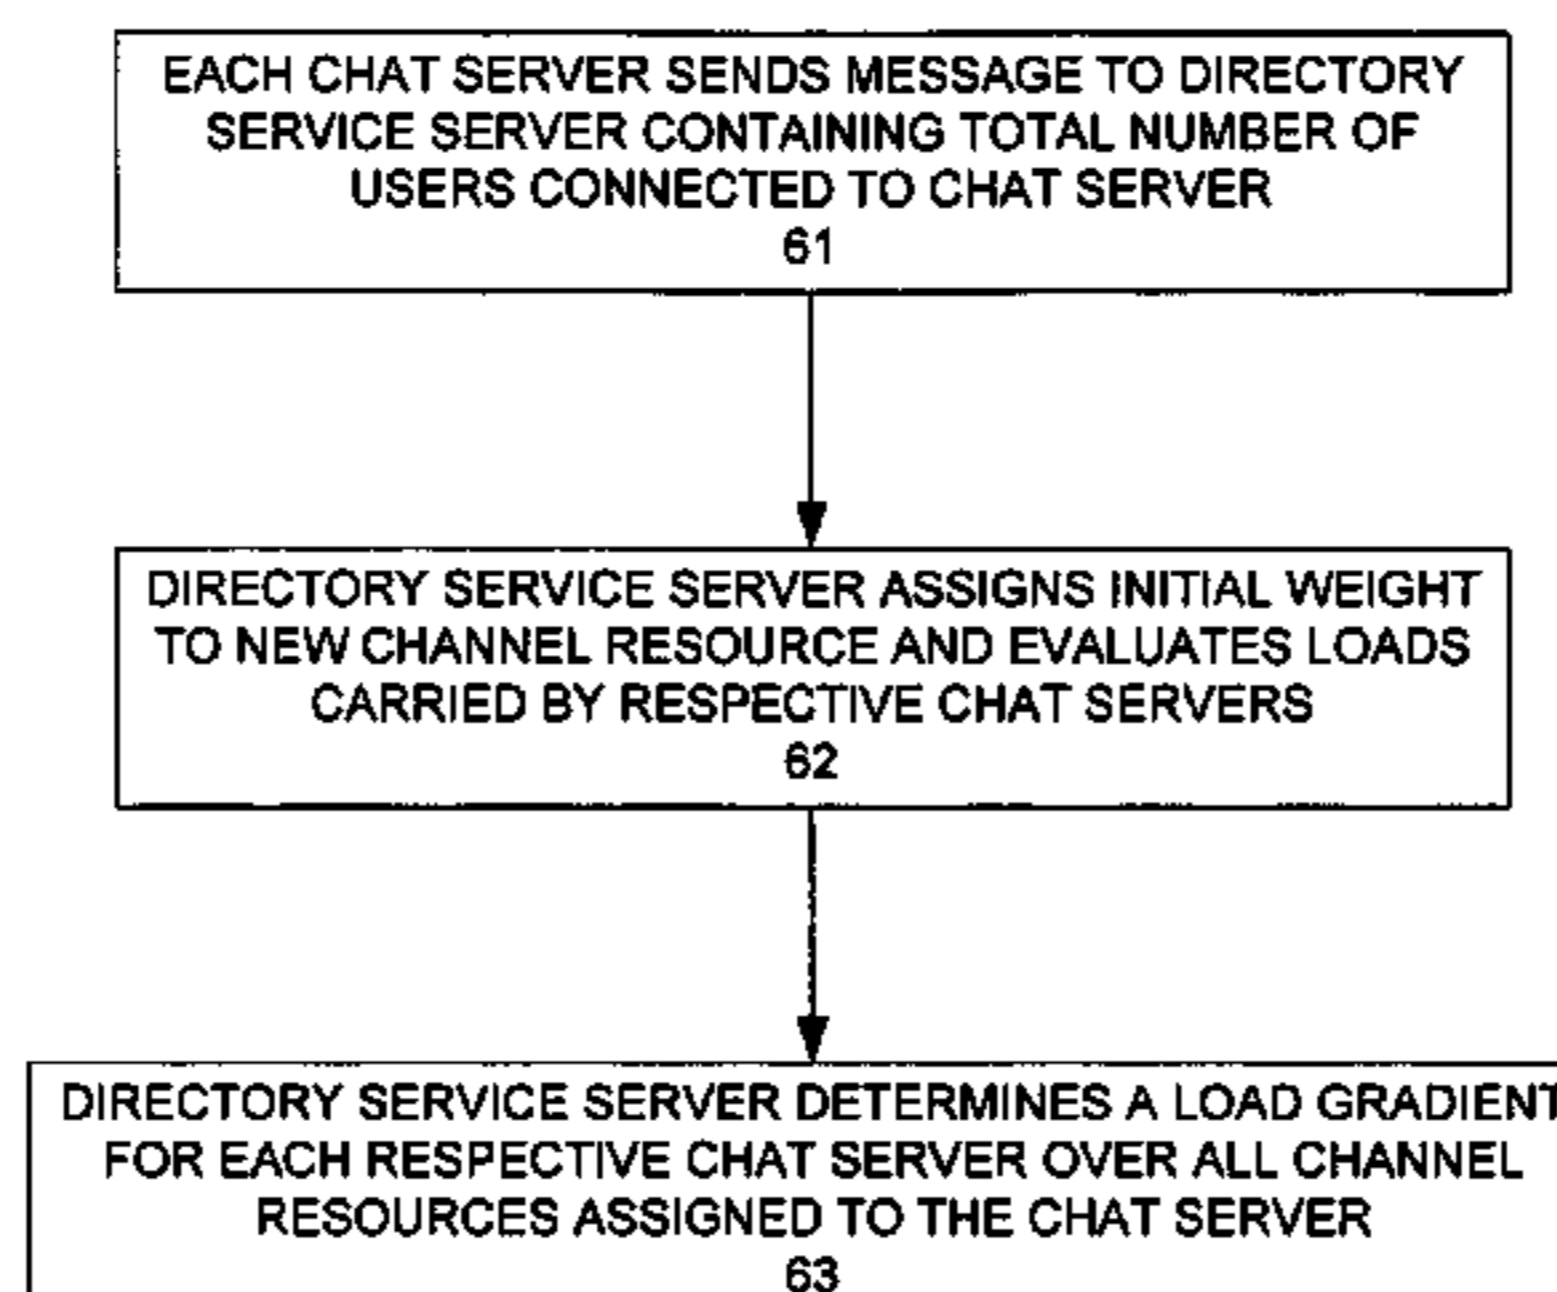 EACH CHAT SERVER SENDS MESSAGE TO DIRECTORY
SERVICE SERVER CONTAINING TOTAL NUMBER OF
USERS CONNECTED TO CHAT SERVER
61
DIRECTORY SERVICE SERVER ASSIGNS INITIAL WEIGHT
TO NEW CHANNEL RESOURCE AND EVALUATES LOADS
CARRIED BY RESPECTIVE CHAT SERVERS
62
DIRECTORY SERVICE SERVER DETERMINES A LOAD GRADIENT
FOR EACH RESPECTIVE CHAT SERVER OVER ALL CHANNEL
RESOURCES ASSIGNED TO THE CHAT SERVER
63